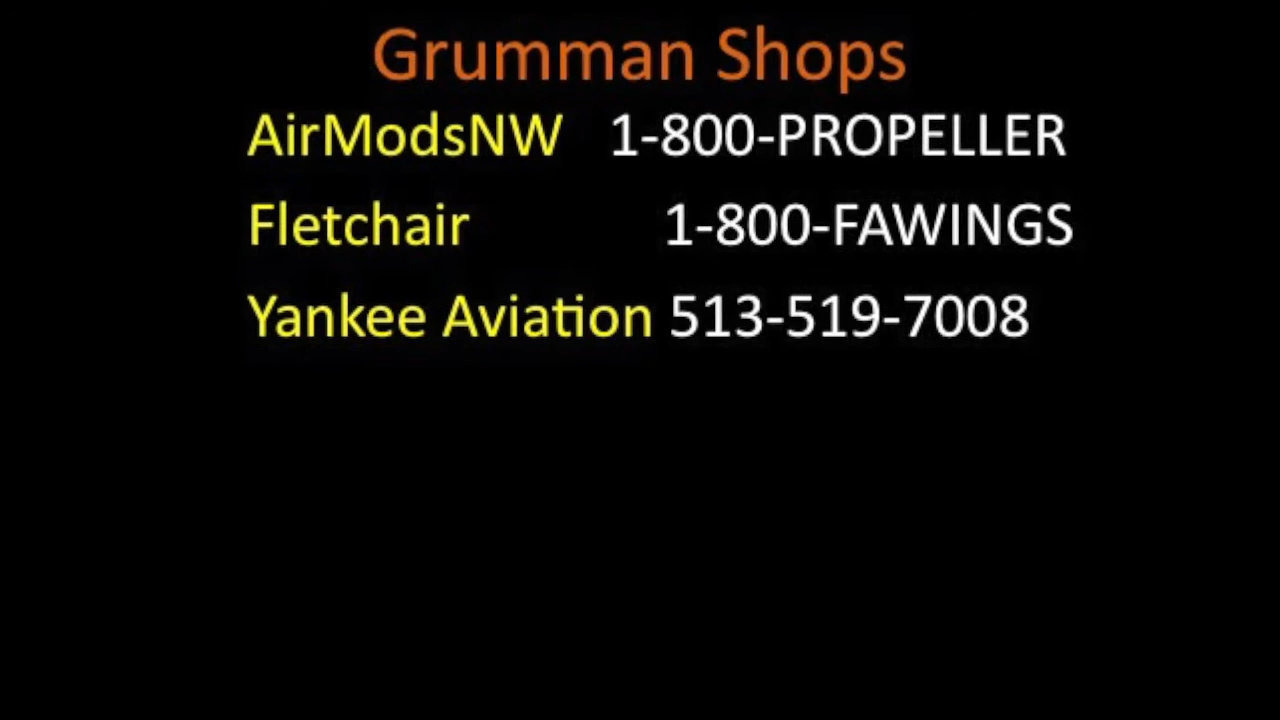 Grumman Shops
AirModsNW 1-800-PROPELLER
Fletchair 1-800-FAWINGS
Yankee Aviation 513-519-7008